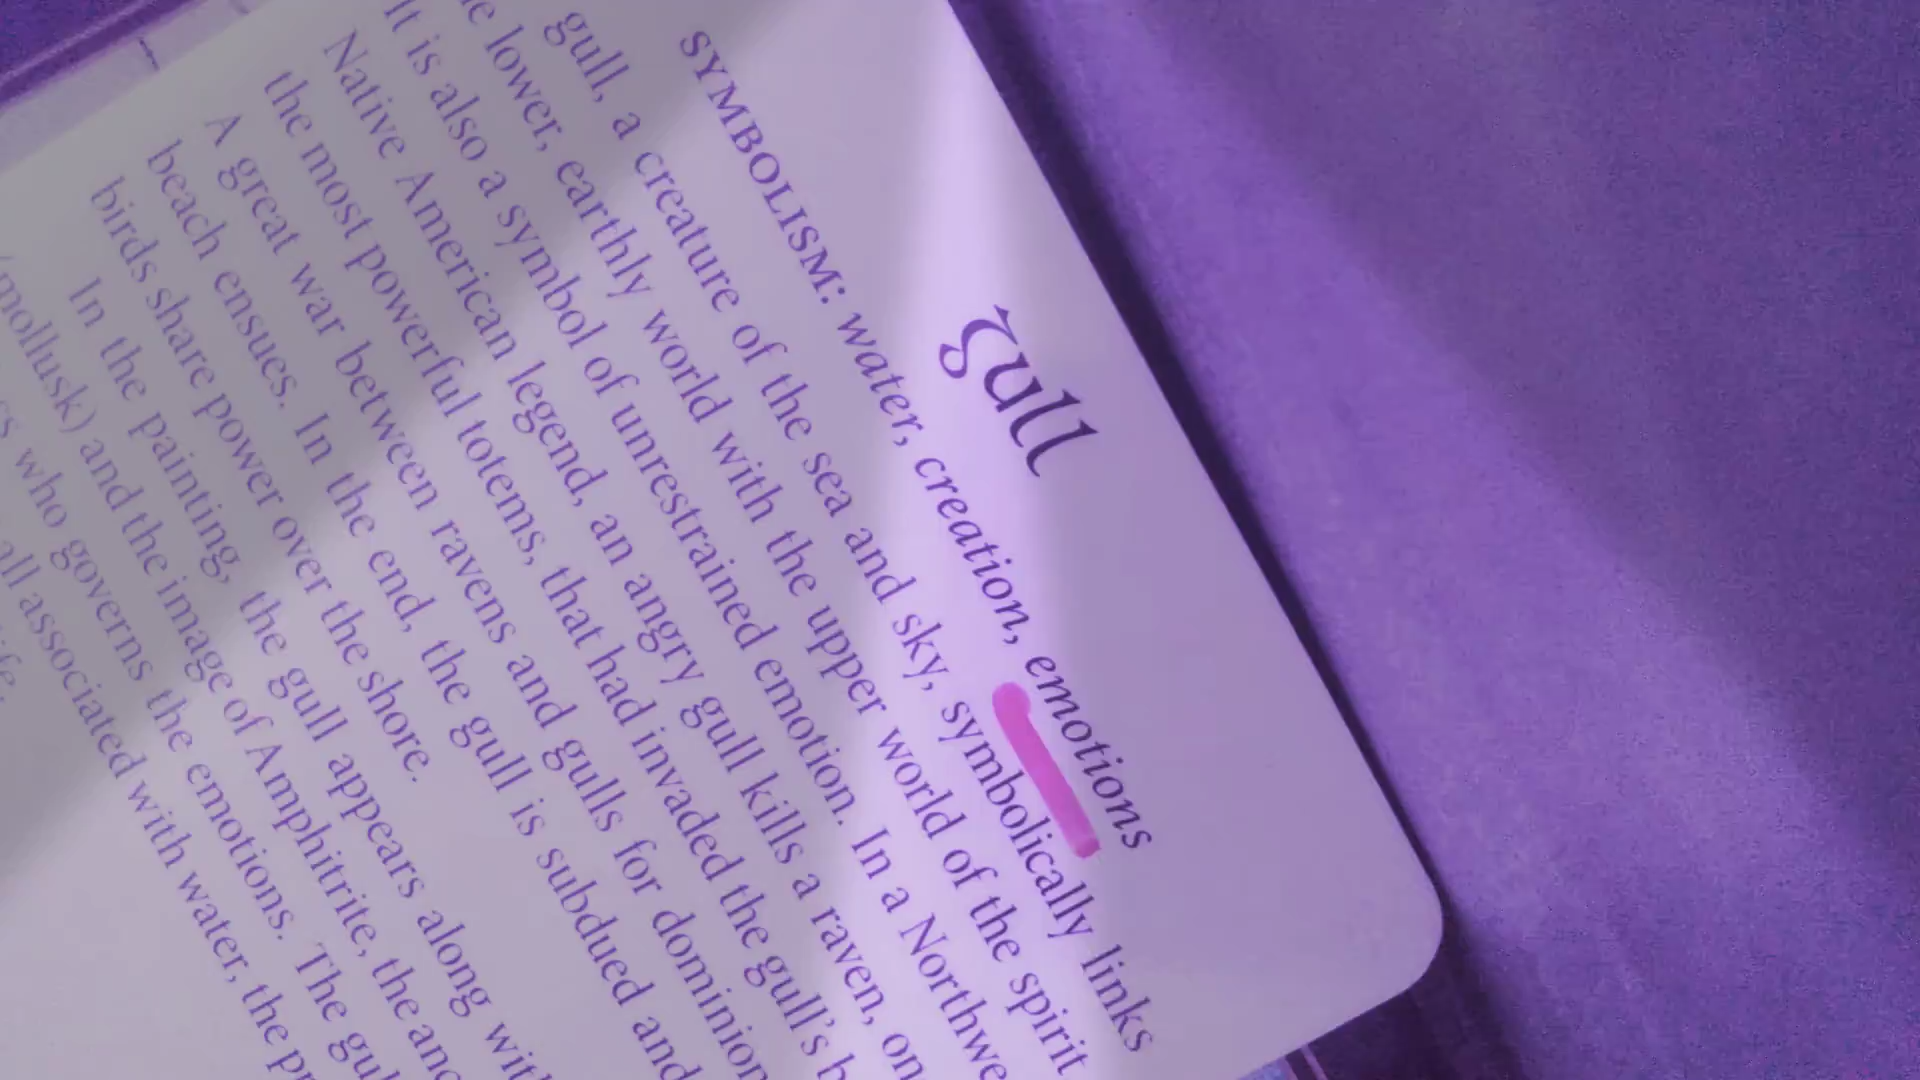 gull
SYMBOLISM: water, creation, emotions
gull, a creature of the sea and sky, symbolically links
lower, earthly world with the upper world of the spirit
It is also a symbol of unrestrained emotion. In a
Native American legend, an angry gull kills a raven,
the most powerful totems, that had invaded the gull's
A great war between ravens and gulls for dominion
beach ensues. In the end, the gull is subdued and
birds share power over the shore.
In the painting, the gull appears along
(mollusk) and the image of Amphitrite, the
who governs the emotions. The
all associated with water, the